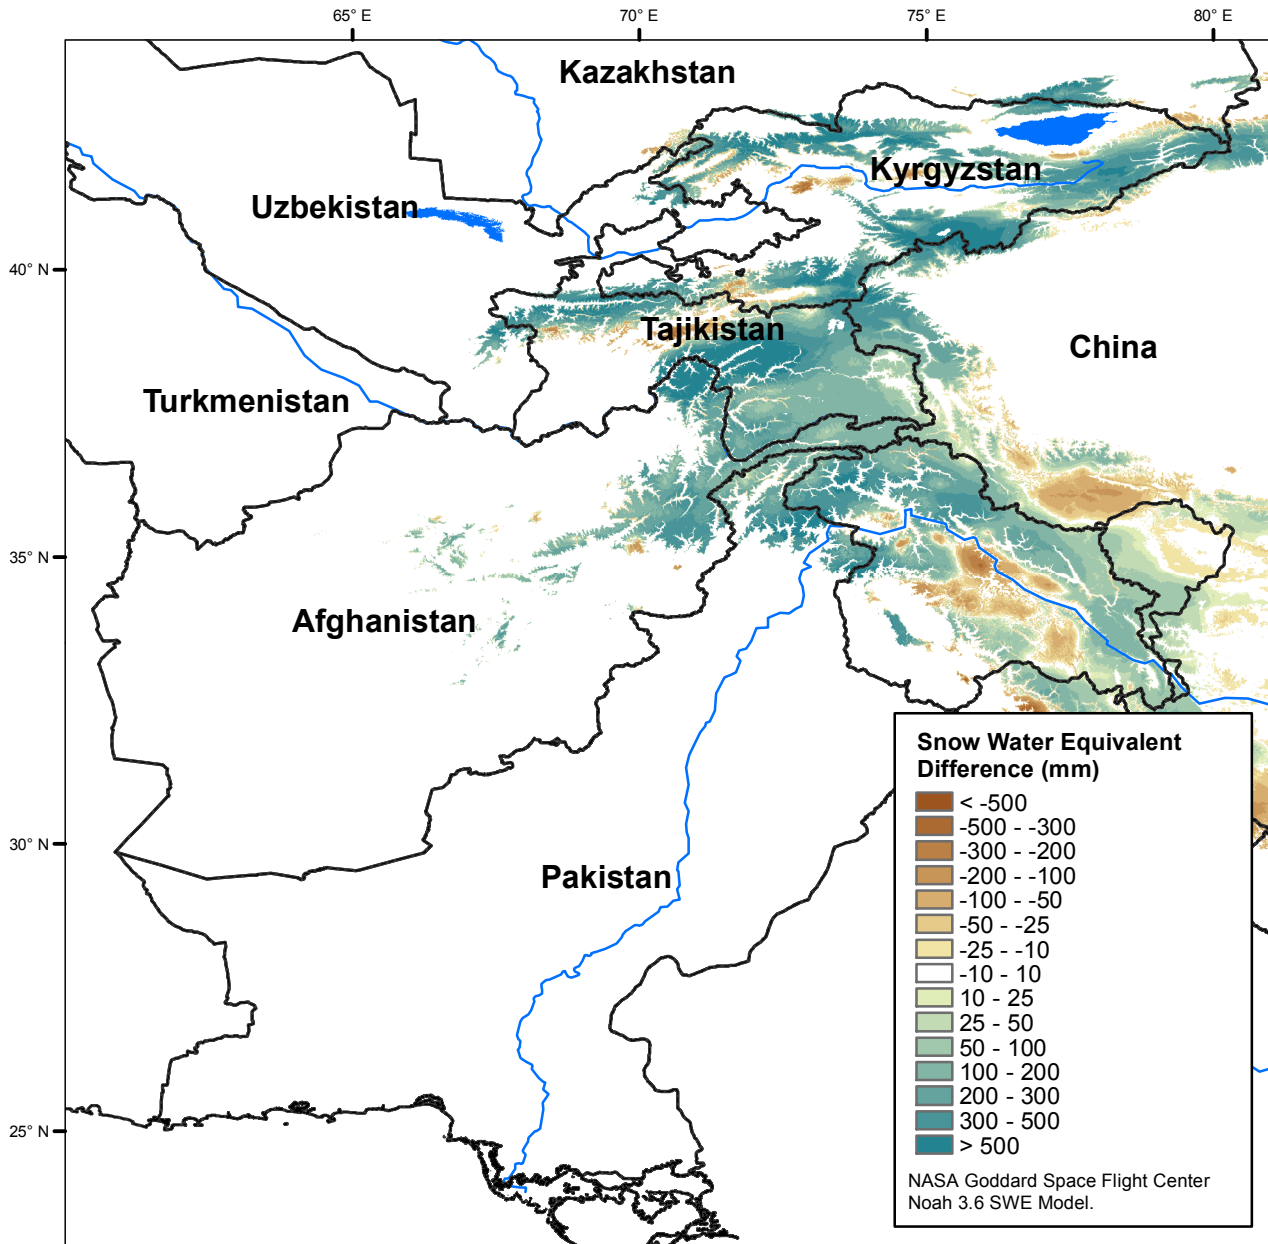 65° E
70° E
75° E
80° E
Kazakhstan
Kyrgyzstan
Uzbekistan
40° N
Tajikistan
China
Turkmenistan
35° N
Afghanistan
30° N
Pakistan
25° N
Snow Water Equivalent
Difference (mm)
< -500
-500 - -300
-300 - -200
-200 - -100
-100 - -50
-50 - -25
-25 - -10
-10 - 10
10 - 25
25 - 50
50 - 100
100 - 200
200 - 300
300 - 500
> 500
NASA Goddard Space Flight Center
Noah 3.6 SWE Model.